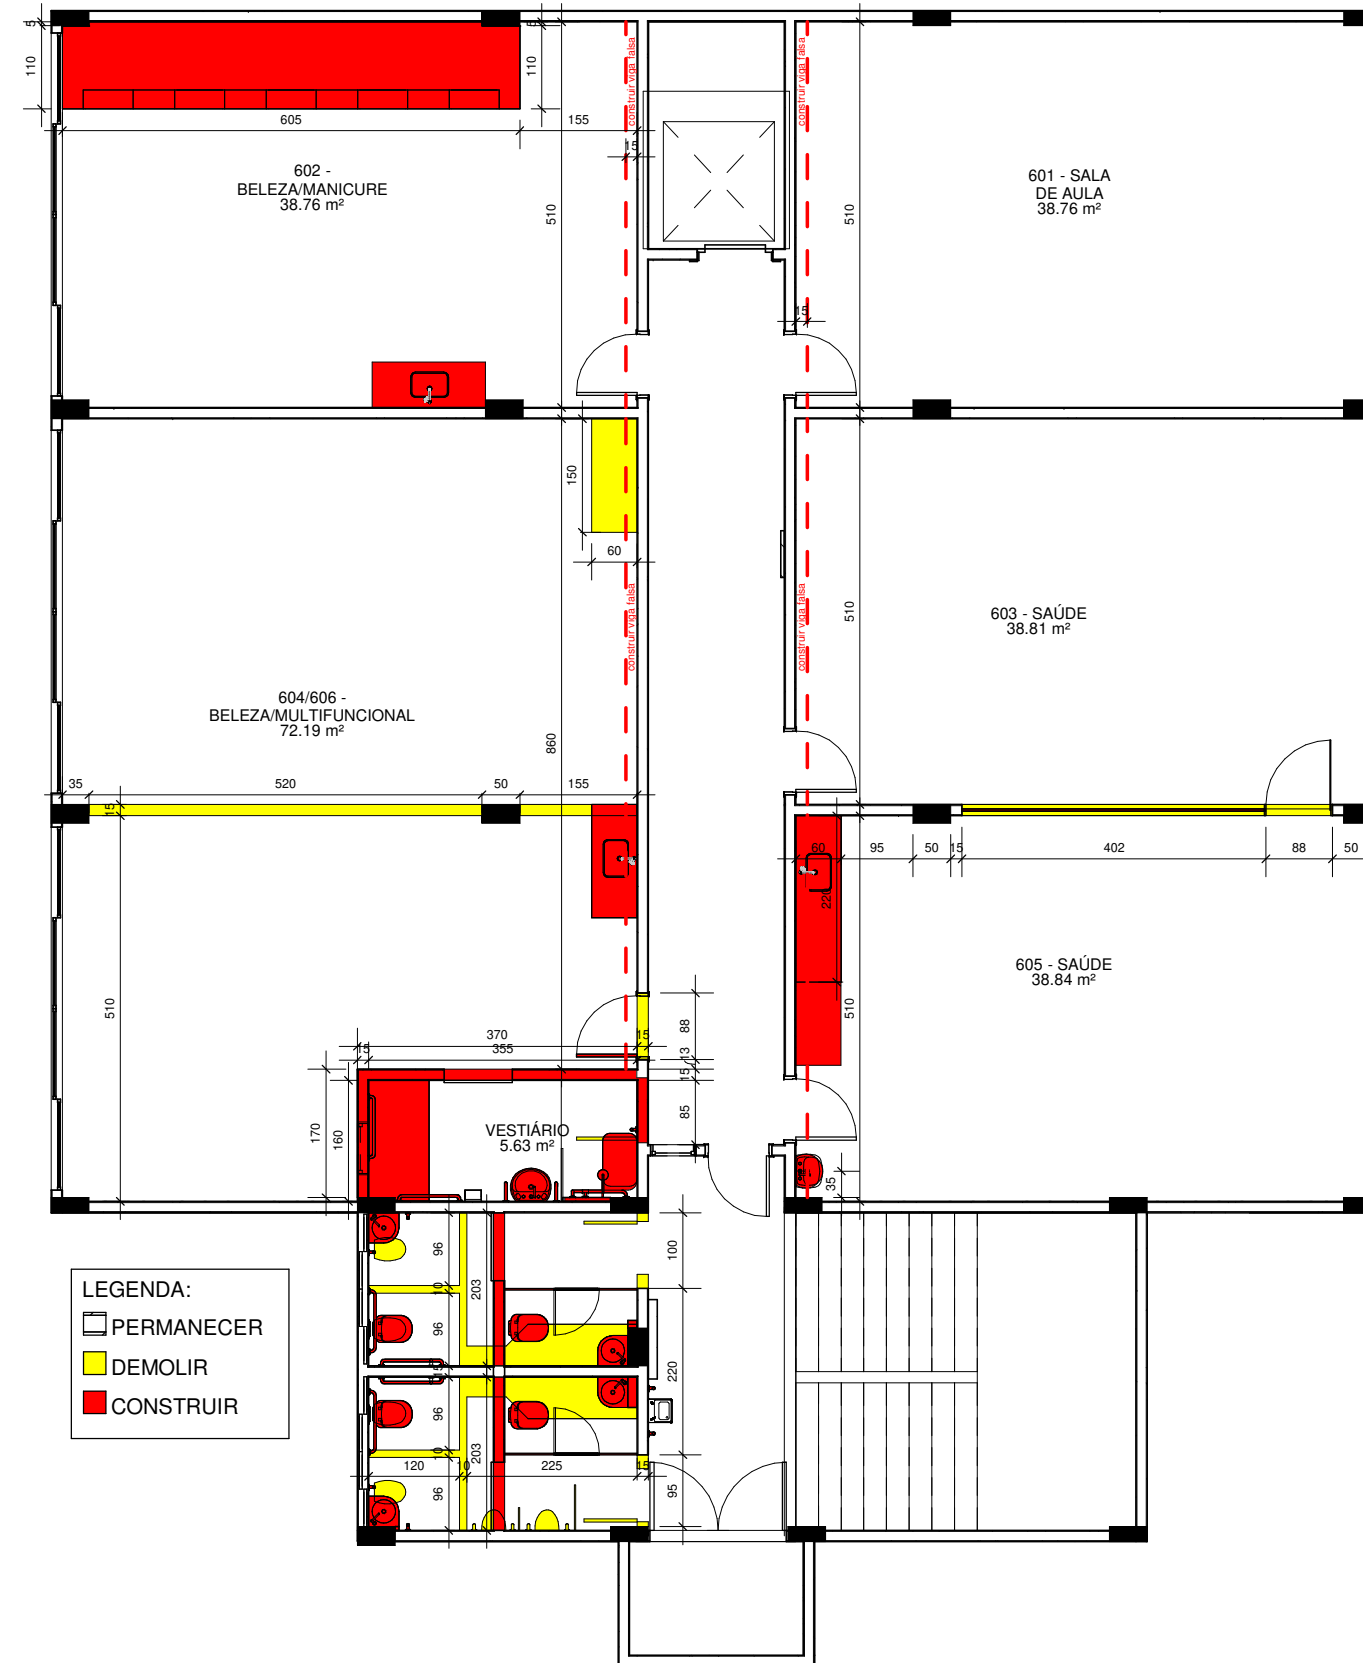 5
110
605
155
5
110
15
510
construir viga falsa
construir viga falsa
510
15
602 -
BELEZA/MANICURE
38.76 m²
601 - SALA
DE AULA
38.76 m²
150
60
construir viga falsa
construir viga falsa
510
603 - SAÚDE
38.81 m²
604/606 -
BELEZA/MULTIFUNCIONAL
72.19 m²
860
35
520
50
155
15
60
95
50
15
402
88
50
220
605 - SAÚDE
38.84 m²
510
510
88
13
15
85
370
15
355
170
160
VESTIÁRIO
5.63 m²
35
96
10
203
96
15
96
10
203
96
100
220
95
120
10
225
15
LEGENDA:
PERMANECER
DEMOLIR
CONSTRUIR